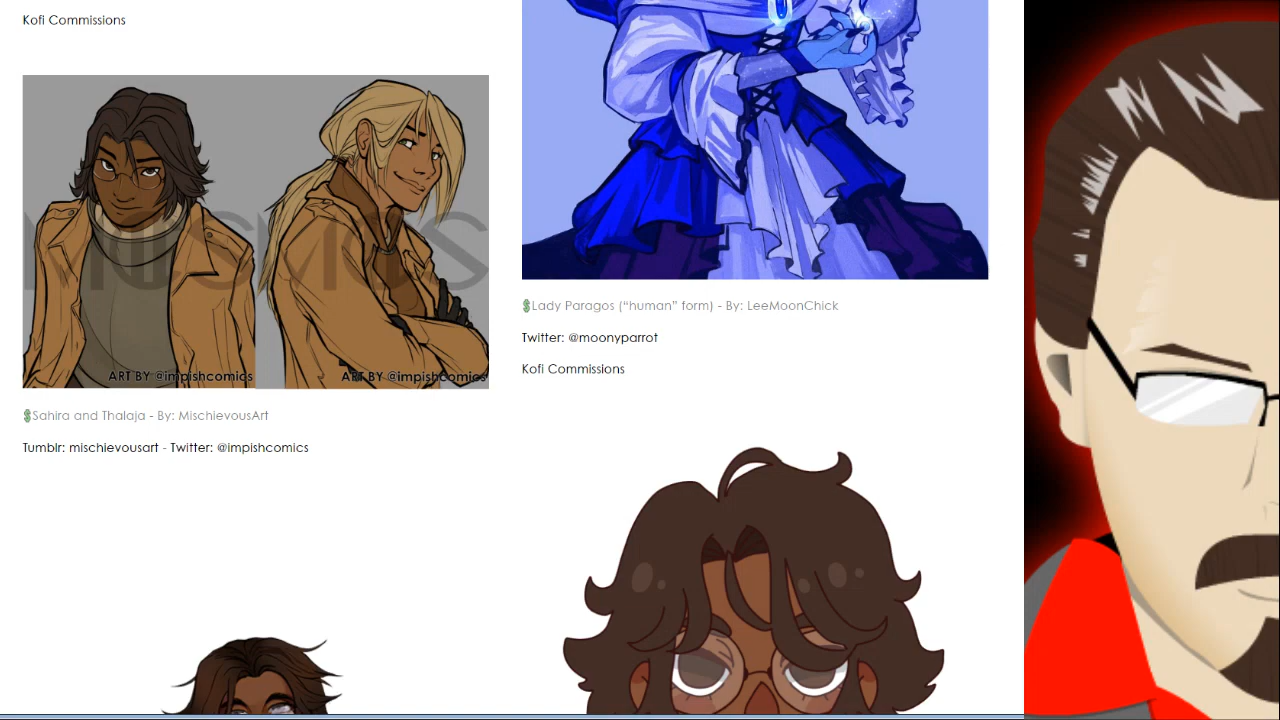 Kofi Commissions
ART BY @impishcomics
ART BY @impishcomics
💲Sahira and Thalaja - By: MischievousArt
Tumblr: mischievousart - Twitter: @impishcomics
💲Lady Paragos (“human” form) - By: LeeMoonChick
Twitter: @moonyparrot
Kofi Commissions